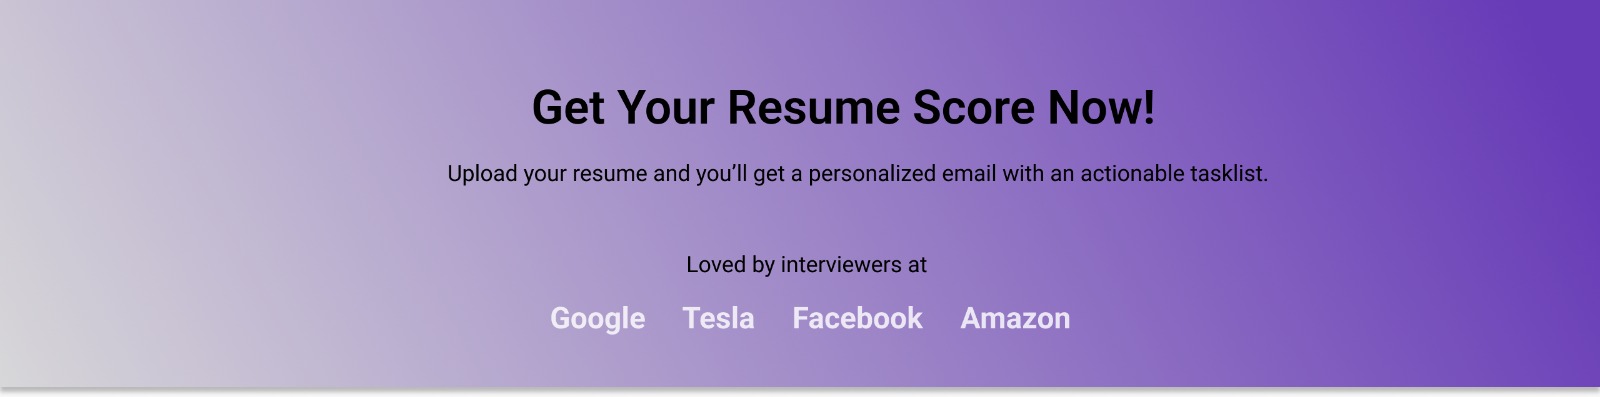 Get Your Resume Score Now!
Upload your resume and you’ll get a personalized email with an actionable tasklist.
Loved by interviewers at
Google Tesla Facebook Amazon